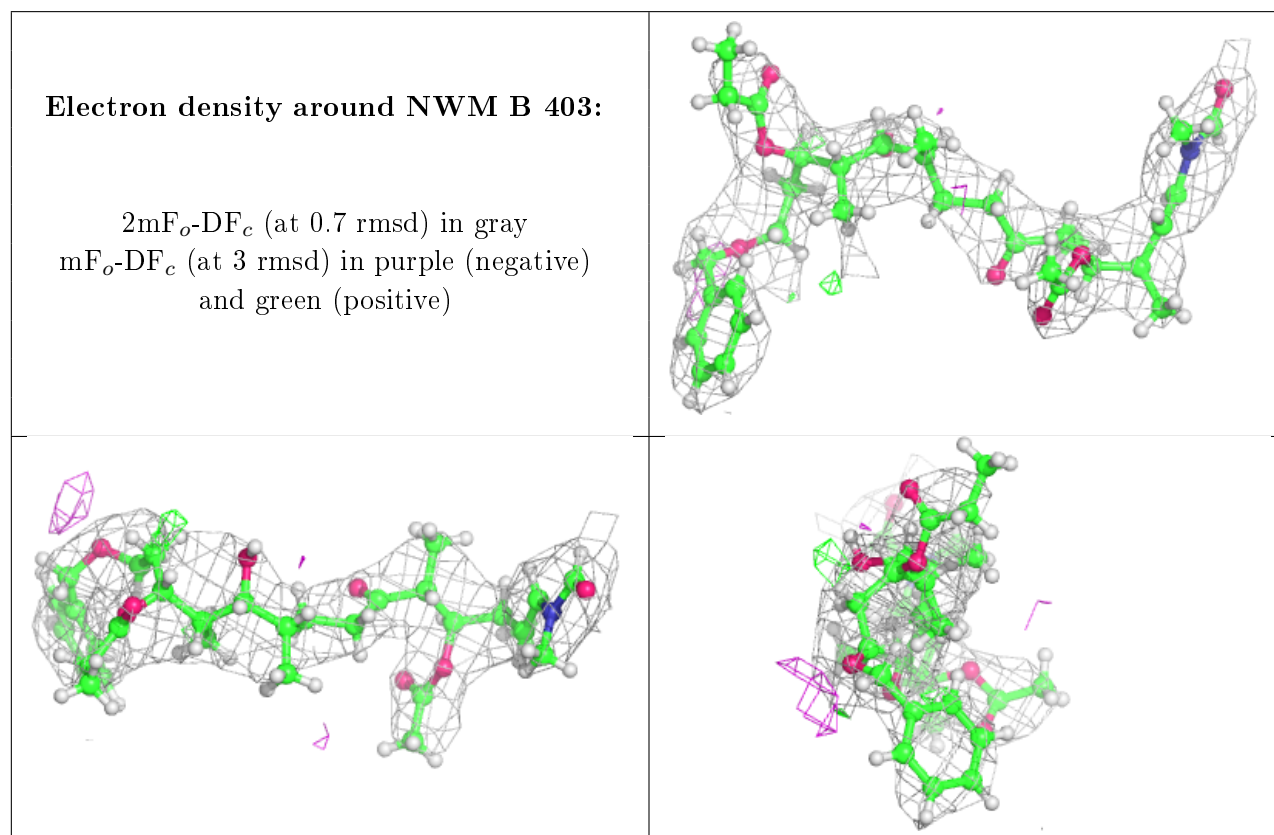 Electron density around NWM B 403:
2mFₒ-DF𝒸 (at 0.7 rmsd) in gray
mFₒ-DF𝒸 (at 3 rmsd) in purple (negative)
and green (positive)